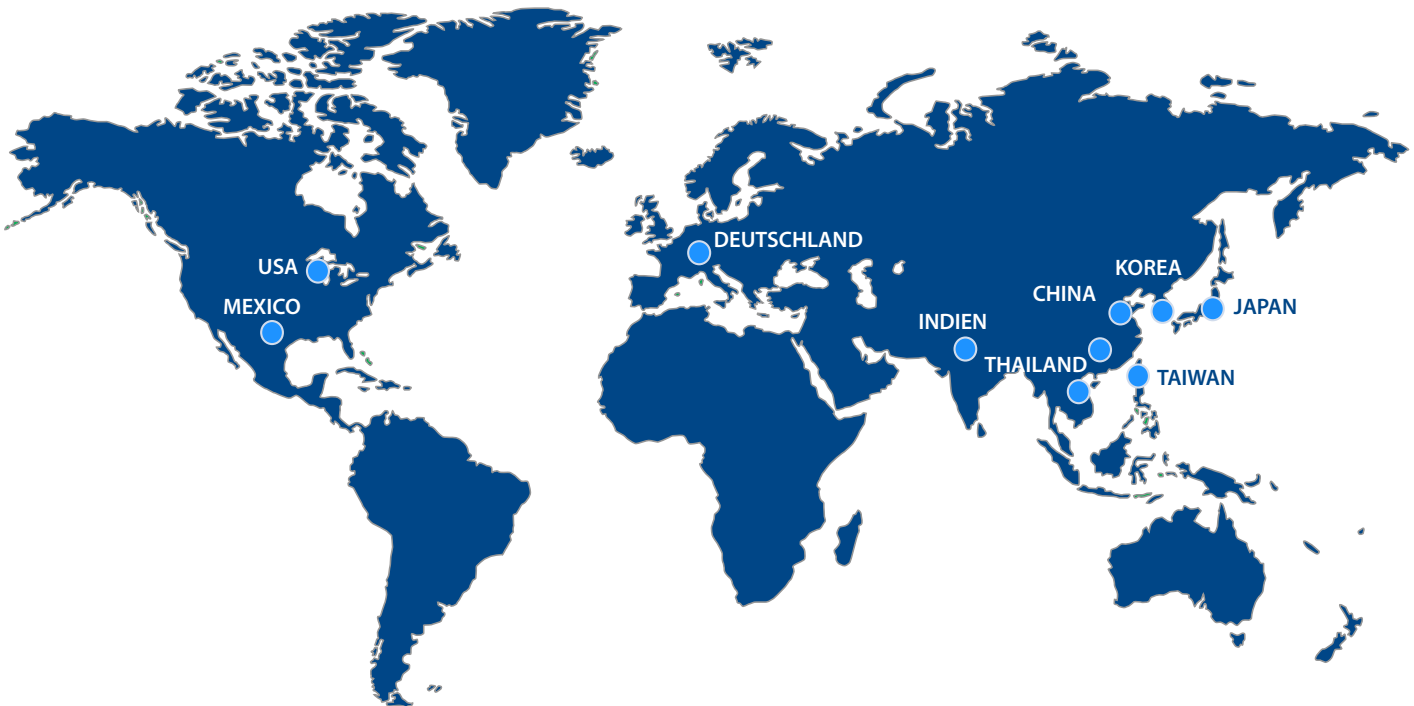 DEUTSCHLAND
USA
KOREA
CHINA
MEXICO
JAPAN
INDIEN
THAILAND
TAIWAN